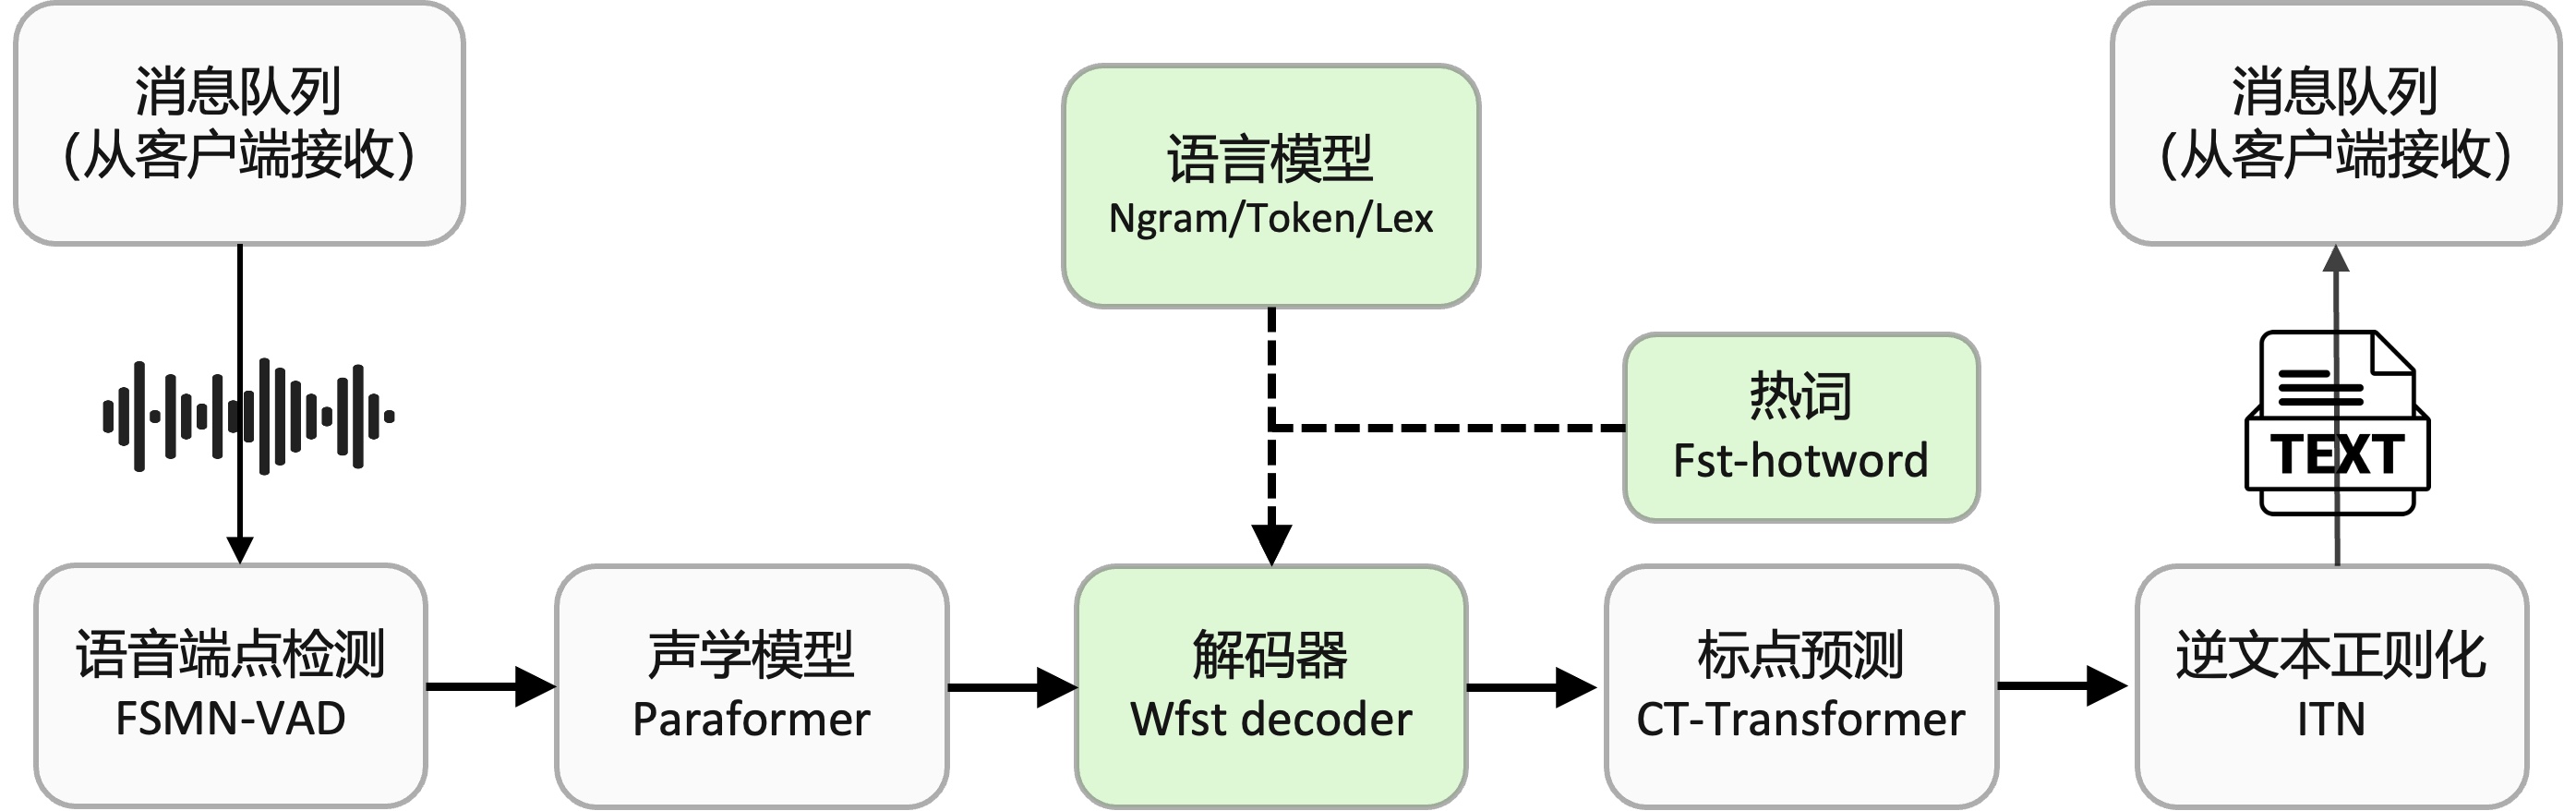 消息队列
（从客户端接收）
语言模型
Ngram/Token/Lex
消息队列
（从客户端接收）
热词
Fst-hotword
TEXT
语音端点检测
FSMN-VAD
声学模型
Paraformer
解码器
Wfst decoder
标点预测
CT-Transformer
逆文本正则化
ITN